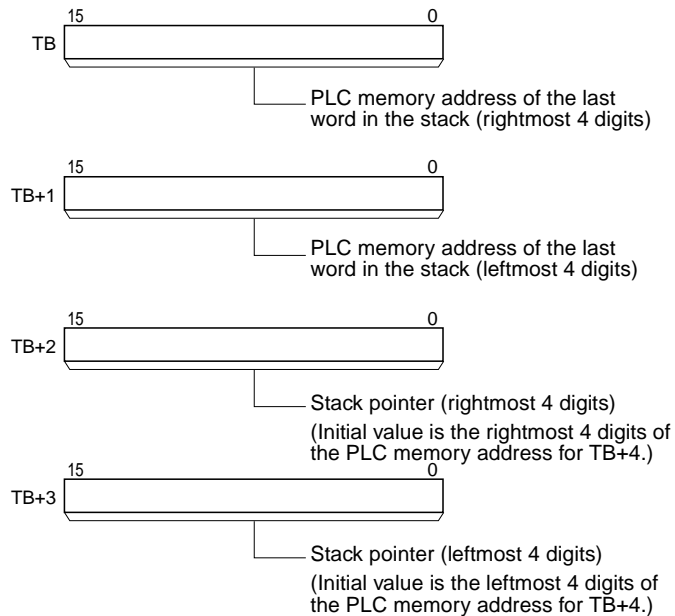 15 0
TB
PLC memory address of the last
word in the stack (rightmost 4 digits)
15 0
TB+1
PLC memory address of the last
word in the stack (leftmost 4 digits)
15 0
TB+2
Stack pointer (rightmost 4 digits)
(Initial value is the rightmost 4 digits of
the PLC memory address for TB+4.)
15 0
TB+3
Stack pointer (leftmost 4 digits)
(Initial value is the leftmost 4 digits of
the PLC memory address for TB+4.)